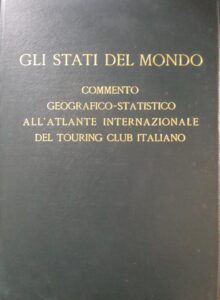 GLI STATI DEL MONDO
COMMENTO
GEOGRAFICO-STATISTICO
ALL'ATLANTE INTERNAZIONALE
DEL TOURING CLUB ITALIANO